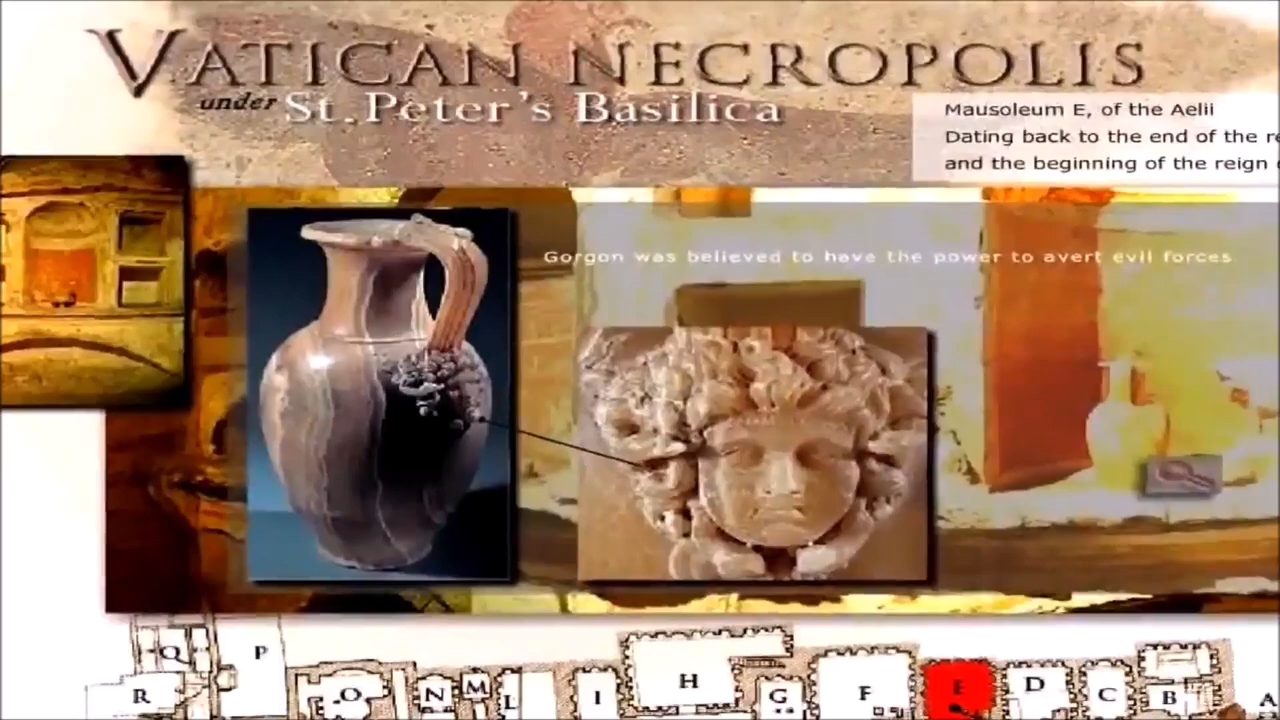 VATICAN NECROPOLIS
under St. Peter's Basilica
Mausoleum E, of the Aelii
Dating back to the end of the
and the beginning of the reign
Gorgon was believed to have the power to avert evil forces
Q P
R O N M L I H G F E D C B A